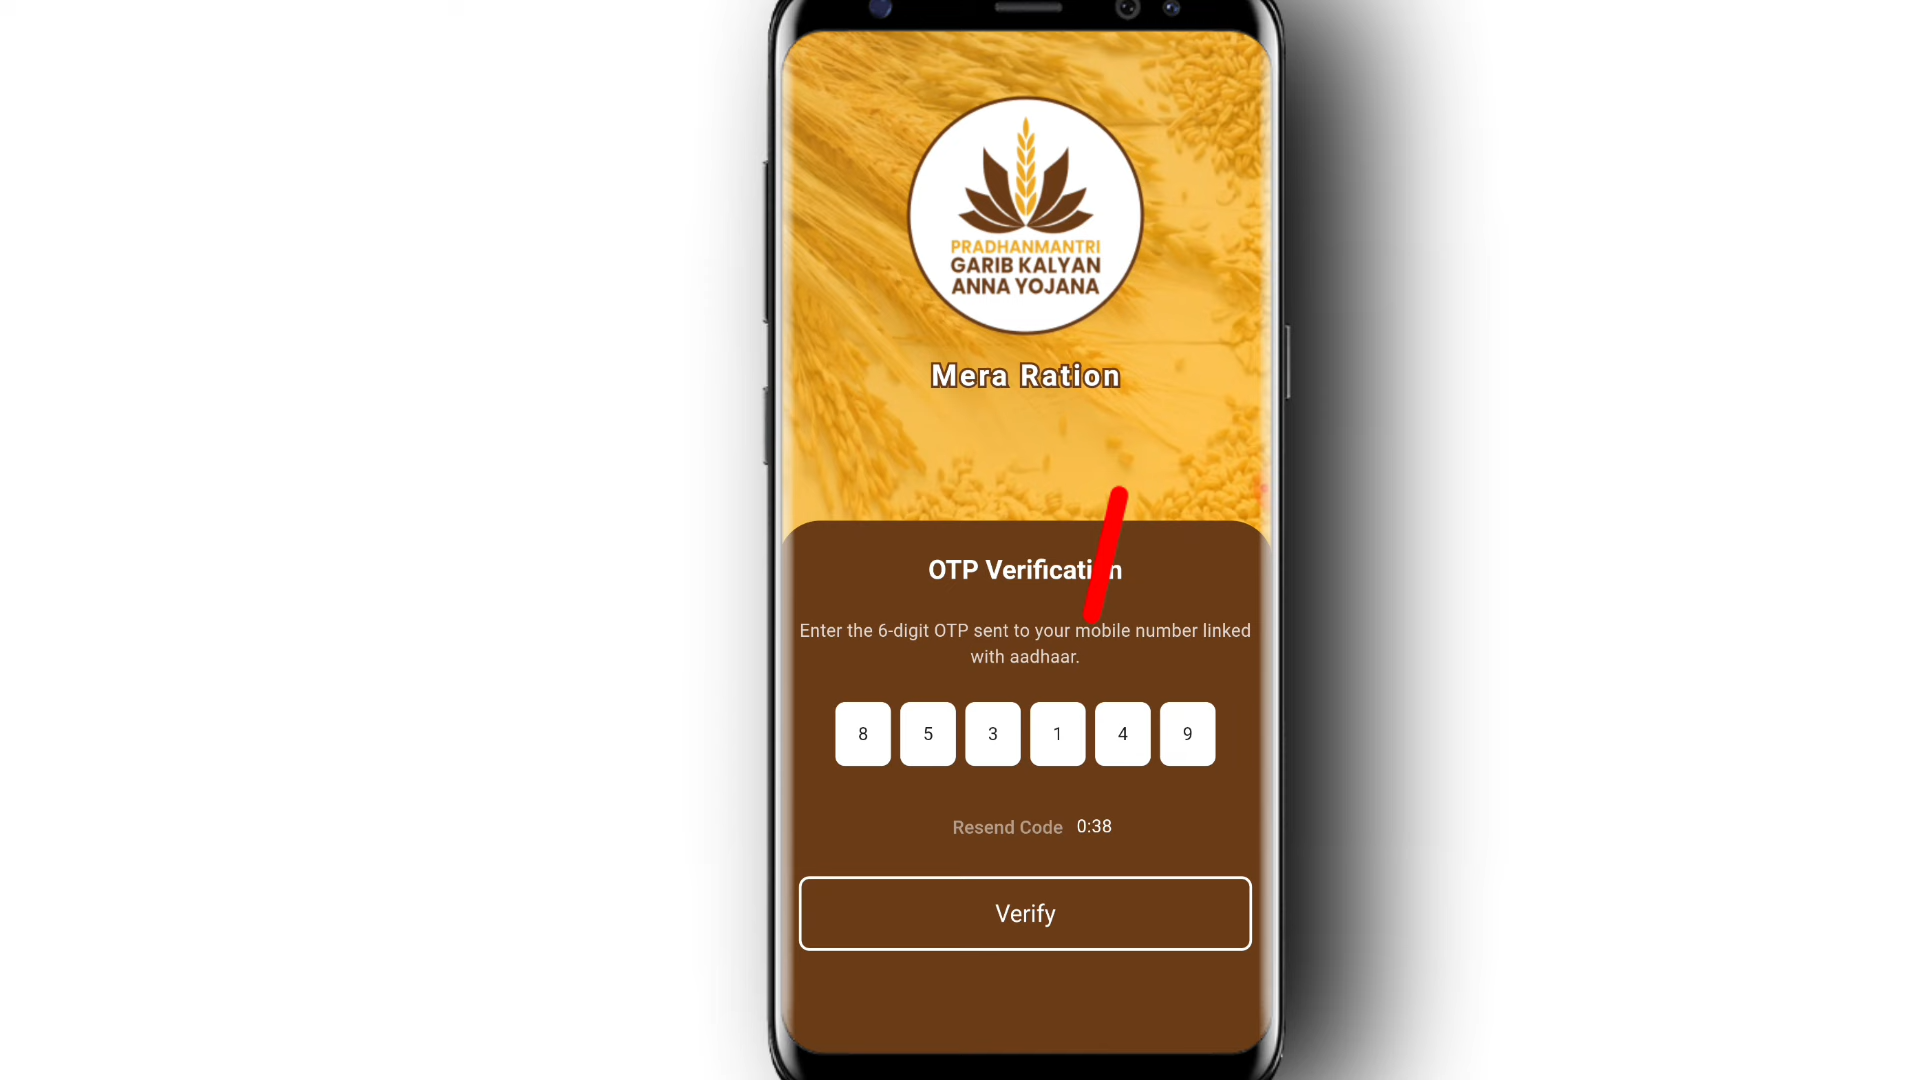 PRADHANMANTRI
GARIB KALYAN
ANNA YOJANA
Mera Ration
OTP Verification
Enter the 6-digit OTP sent to your mobile number linked
with aadhaar.
8 5 3 1 4 9
Resend Code 0:38
Verify